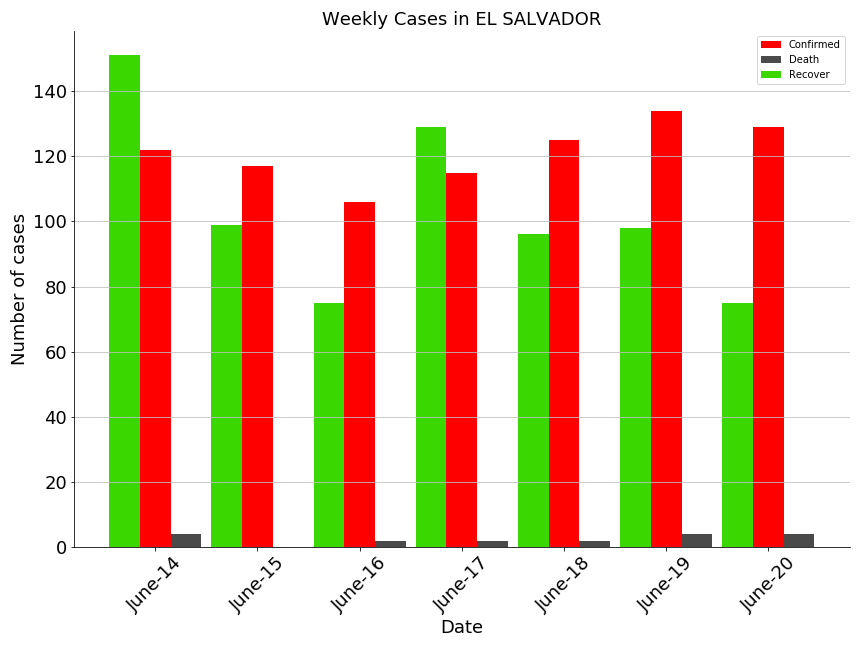 Weekly Cases in EL SALVADOR
Confirmed
Death
Recover
Number of cases
140
120
100
80
60
40
20
0
June-14
June-15
June-16
June-17
June-18
June-19
June-20
Date